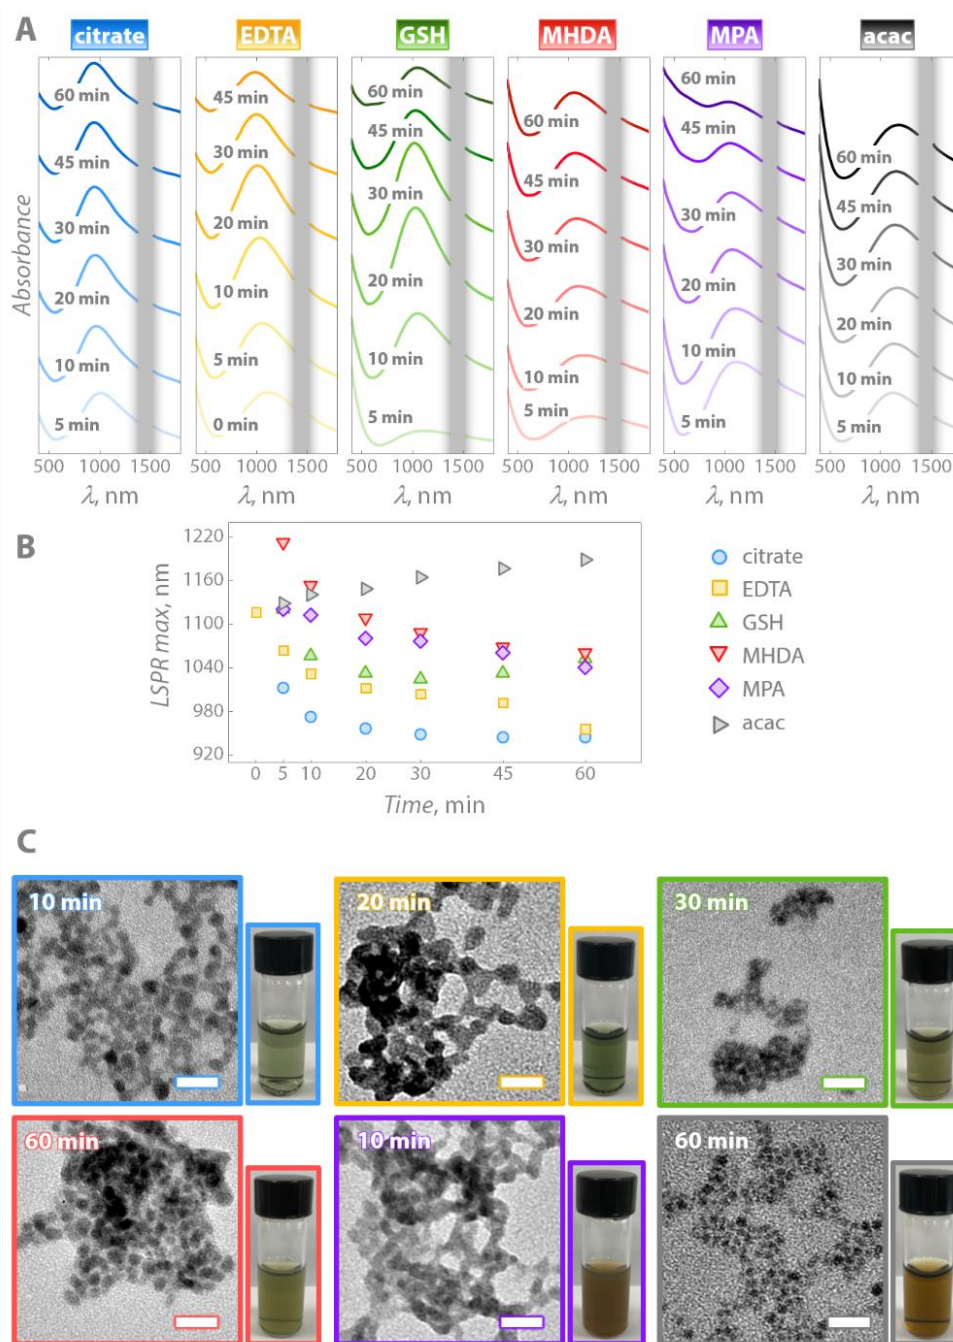 A
citrate EDTA GSH MHDA MPA acac
Absorbance
60 min
45 min
30 min
20 min
10 min
5 min
45 min
30 min
20 min
10 min
5 min
0 min
60 min
45 min
30 min
20 min
10 min
5 min
60 min
45 min
30 min
20 min
10 min
5 min
60 min
45 min
30 min
20 min
10 min
5 min
60 min
45 min
30 min
20 min
10 min
5 min
500 1000 1500 500 1000 1500 500 1000 1500 500 1000 1500 500 1000 1500 500 1000 1500
λ, nm λ, nm λ, nm λ, nm λ, nm λ, nm
B
LSPR max, nm
1220
1160
1100
1040
980
920
0 5 10 20 30 45 60
Time, min
citrate
EDTA
GSH
MHDA
MPA
acac
C
10 min 20 min 30 min
60 min 10 min 60 min